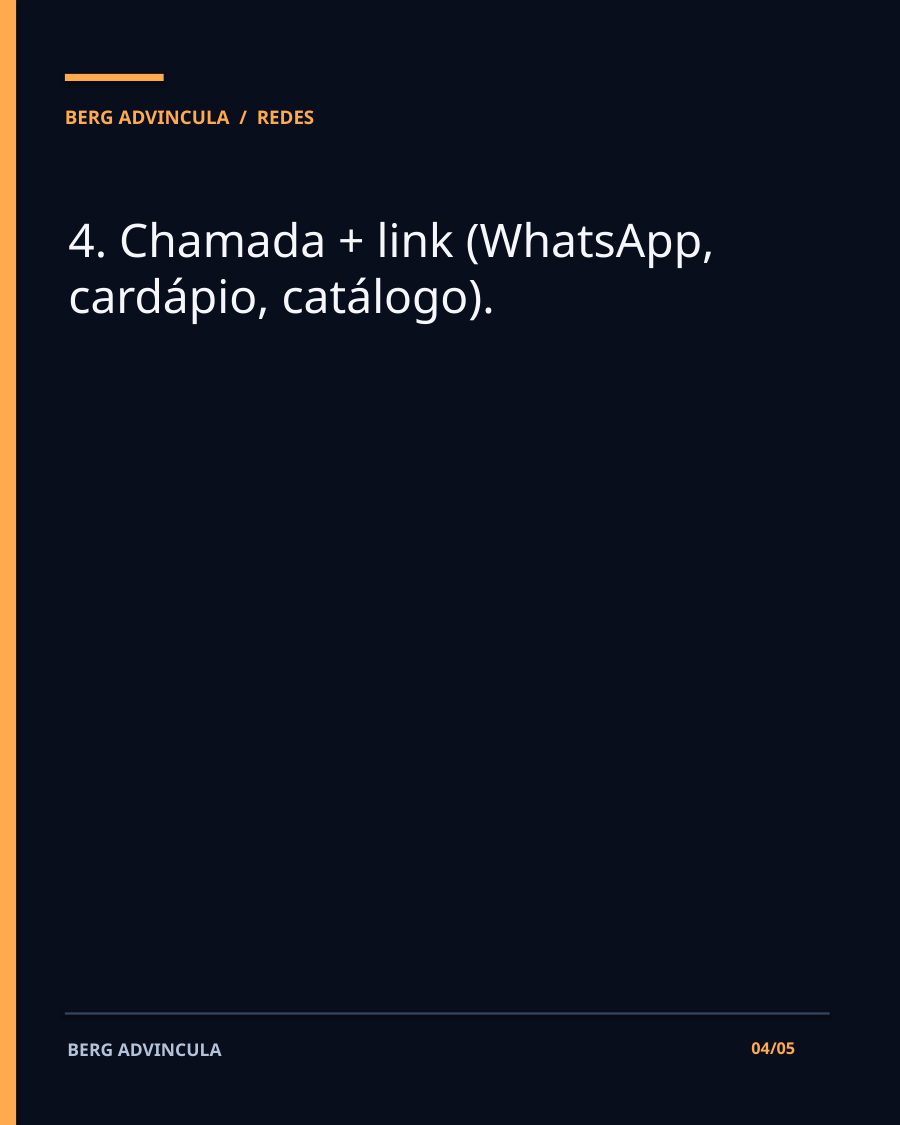 BERG ADVINCULA / REDES
4. Chamada + link (WhatsApp,
cardápio, catálogo).
BERG ADVINCULA
04/05